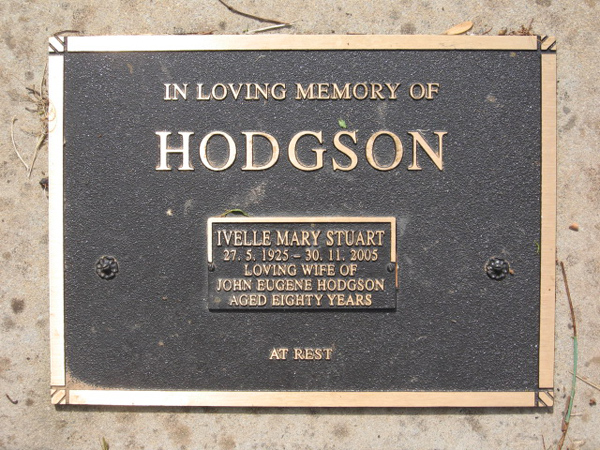 IN LOVING MEMORY OF
HODGSON
IVELLE MARY STUART
27. 5. 1925 – 30. 11. 2005
LOVING WIFE OF
JOHN EUGENE HODGSON
AGED EIGHTY YEARS
AT REST